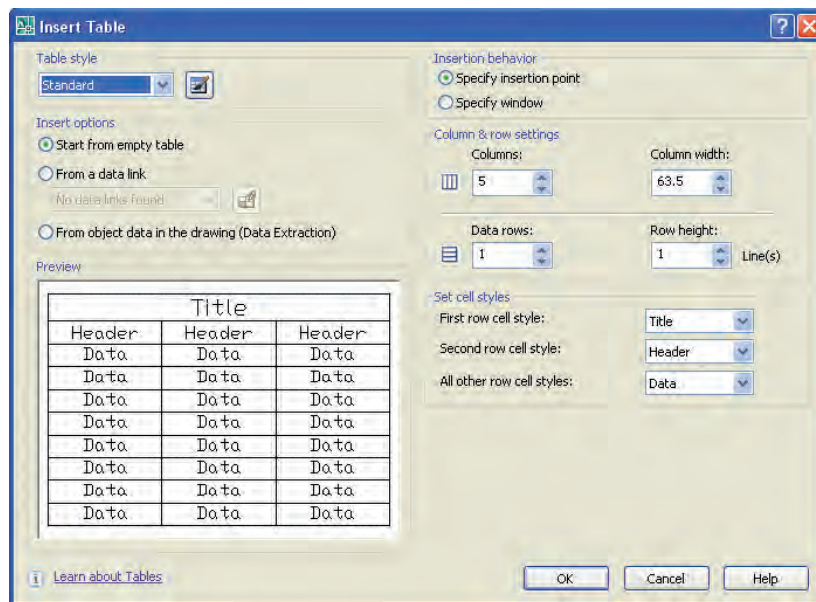 Insert Table
Table style
Standard
Insert options
Start from empty table
From a data link
No data links found
From object data in the drawing (Data Extraction)
Preview
Title
Header Header Header
Data Data Data
Data Data Data
Data Data Data
Data Data Data
Data Data Data
Data Data Data
Data Data Data
Data Data Data
Learn about Tables
Insertion behavior
Specify insertion point
Specify window
Column & row settings
Columns: Column width:
5 63.5
Data rows: Row height:
1 1 Line(s)
Set cell styles
First row cell style: Title
Second row cell style: Header
All other row cell styles: Data
OK Cancel Help